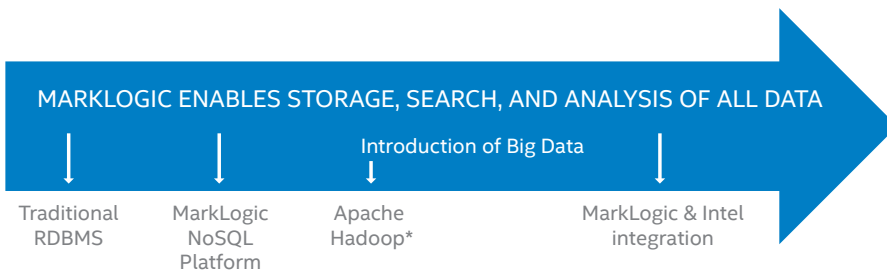 MARKLOGIC ENABLES STORAGE, SEARCH, AND ANALYSIS OF ALL DATA
Introduction of Big Data
Traditional
RDBMS
MarkLogic
NoSQL
Platform
Apache
Hadoop*
MarkLogic & Intel
integration